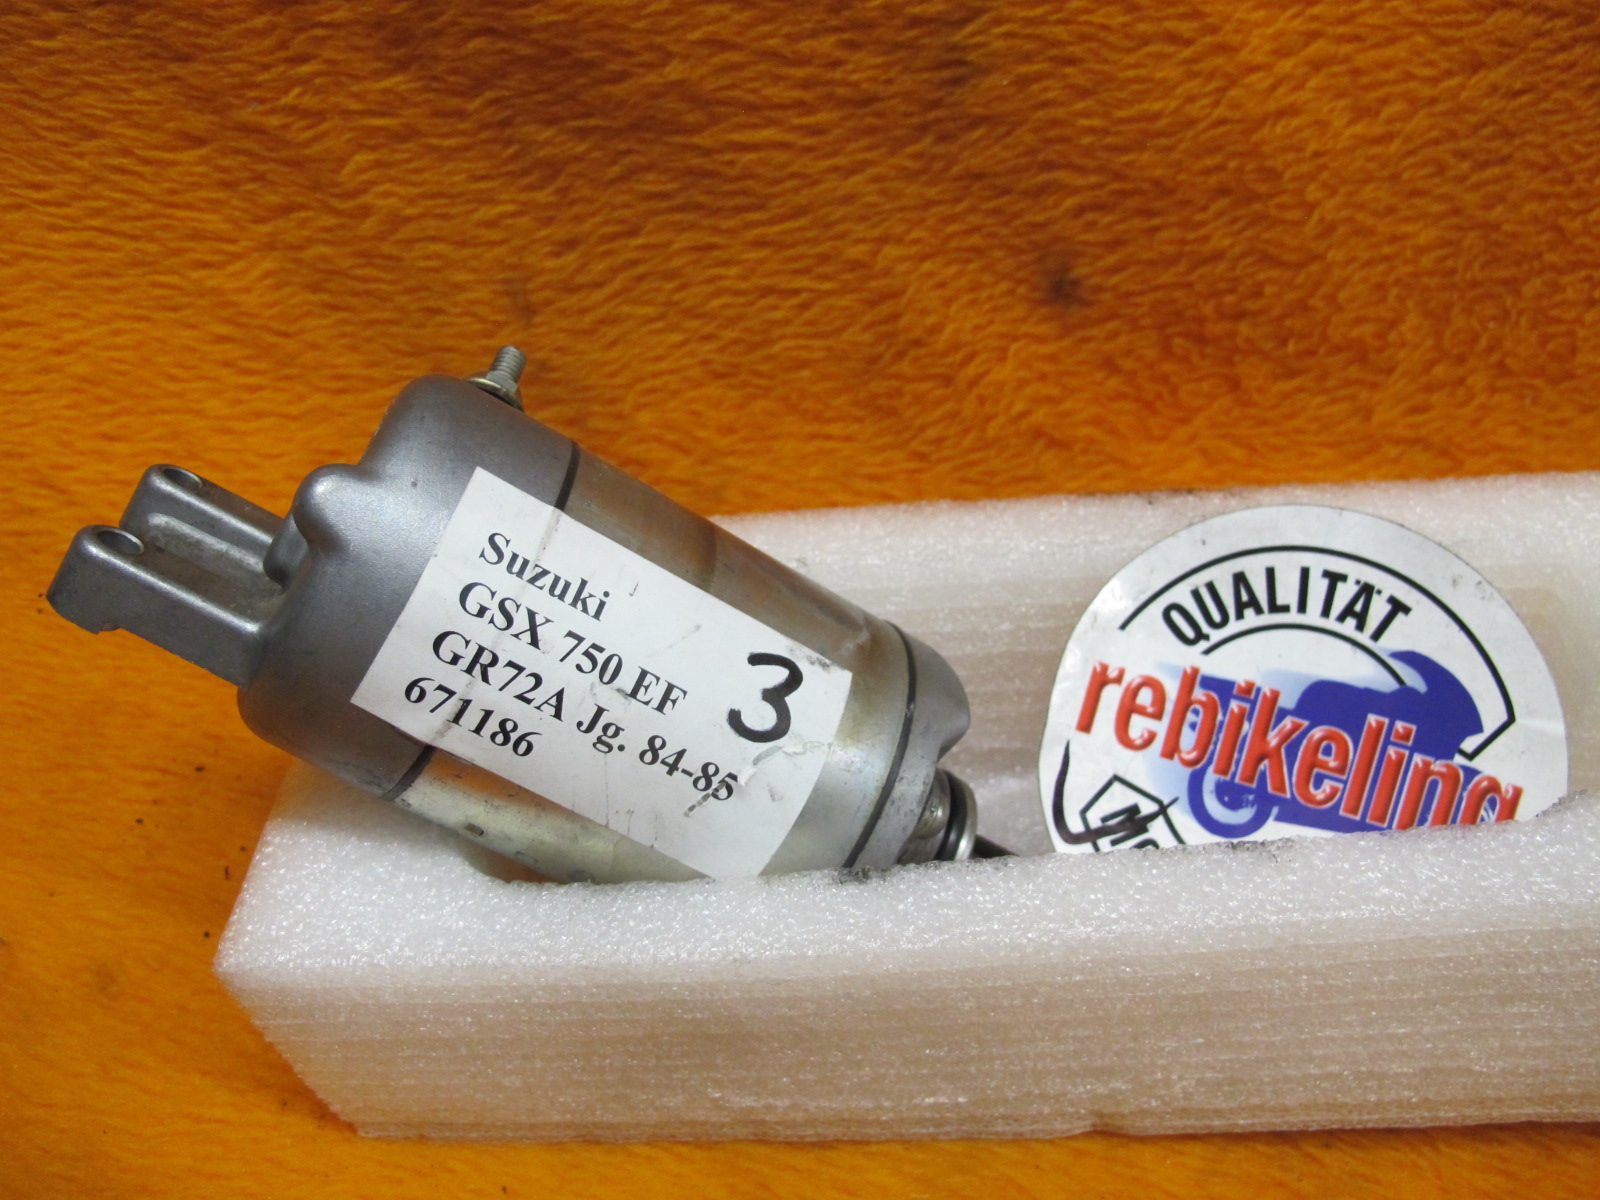 Suzuki
GSX 750 EF
GR72A Jg. 84-85
671186
3
QUALITÄT
rebikeling